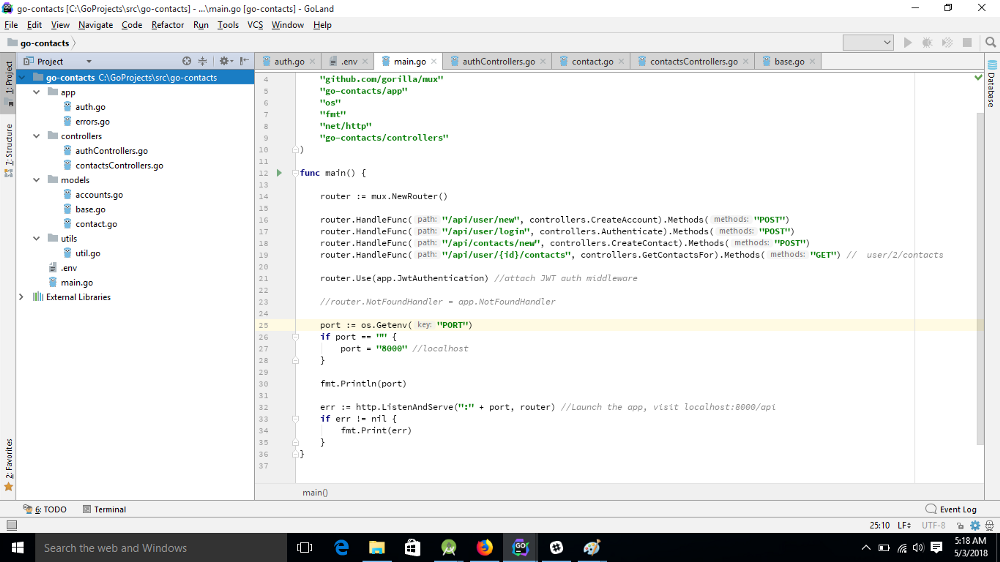 go-contacts [C:\GoProjects\src\go-contacts] - ...\main.go [go-contacts] - GoLand
File Edit View Navigate Code Refactor Run Tools VCS Window Help
go-contacts
Project
auth.go
.env
main.go
authControllers.go
contact.go
contactsControllers.go
base.go
1: Project
7: Structure
2: Favorites
Database
go-contacts C:\GoProjects\src\go-contacts
app
auth.go
errors.go
controllers
authControllers.go
contactsControllers.go
models
accounts.go
base.go
contact.go
utils
util.go
.env
main.go
External Libraries
4 "github.com/gorilla/mux"
5 "go-contacts/app"
6 "os"
7 "fmt"
8 "net/http"
9 "go-contacts/controllers"
10 )
11
12 func main() {
13
14 router := mux.NewRouter()
15
16 router.HandleFunc( path: "/api/user/new", controllers.CreateAccount).Methods( methods: "POST")
17 router.HandleFunc( path: "/api/user/login", controllers.Authenticate).Methods( methods: "POST")
18 router.HandleFunc( path: "/api/contacts/new", controllers.CreateContact).Methods( methods: "POST")
19 router.HandleFunc( path: "/api/user/{id}/contacts", controllers.GetContactsFor).Methods( methods: "GET") // user/2/contacts
20
21 router.Use(app.JwtAuthentication) //attach JWT auth middleware
22
23 //router.NotFoundHandler = app.NotFoundHandler
24
25 port := os.Getenv( key: "PORT")
26 if port == "" {
27 port = "8000" //localhost
28 }
29
30 fmt.Println(port)
31
32 err := http.ListenAndServe(":" + port, router) //Launch the app, visit localhost:8000/api
33 if err != nil {
34 fmt.Print(err)
35 }
36 }
37
main()
6: TODO
Terminal
Event Log
25:10 LF÷ UTF-8
Search the web and Windows
GO
5:18 AM
5/3/2018